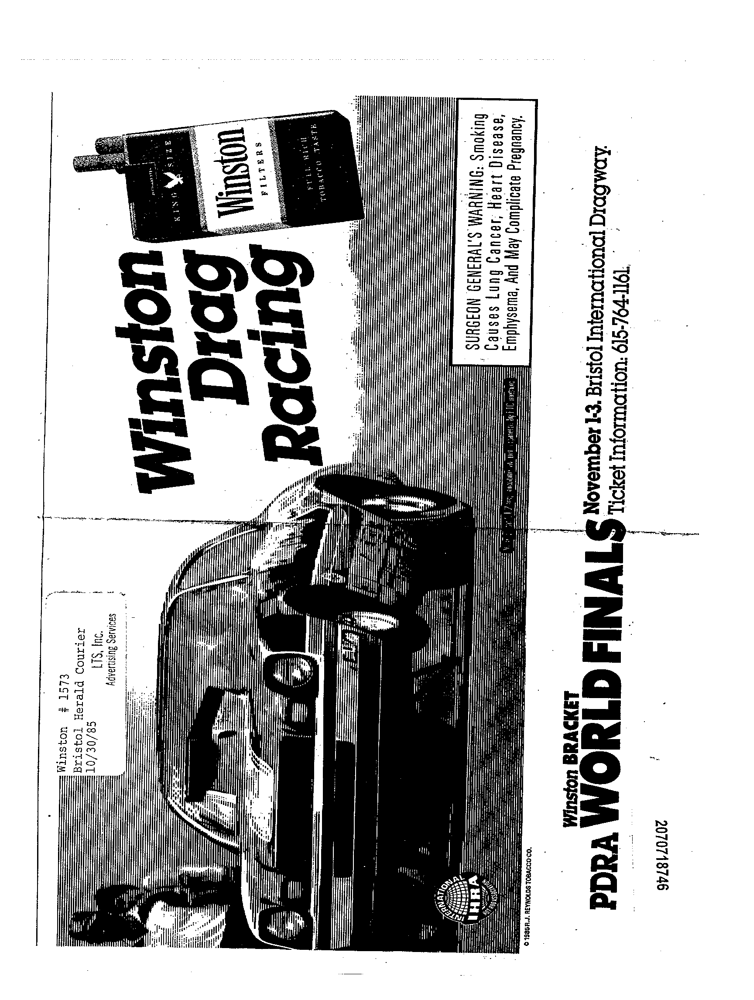 Winston # 1573
Bristol Herald Courier
10/30/85
LTS, Inc.
Advertising Services
Winston
Drag
Racing
KING SIZE
Winston
FILTERS
FULL RICH
TOBACCO TASTE
SURGEON GENERAL'S WARNING: Smoking
Causes Lung Cancer, Heart Disease,
Emphysema, And May Complicate Pregnancy.
INTERNATIONAL
IHRA
© 1985 R.J. REYNOLDS TOBACCO CO.
Winston BRACKET
PDRA WORLD FINALS
November 1-3. Bristol International Dragway.
Ticket Information: 615-764-1161.
2070718746